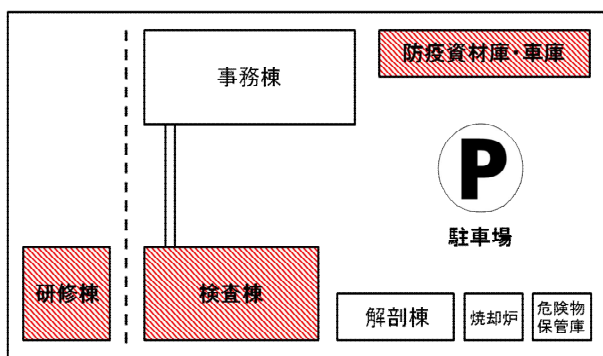 事務棟
防疫資材庫・車庫
P
駐車場
研修棟
検査棟
解剖棟
焼却炉
危険物
保管庫